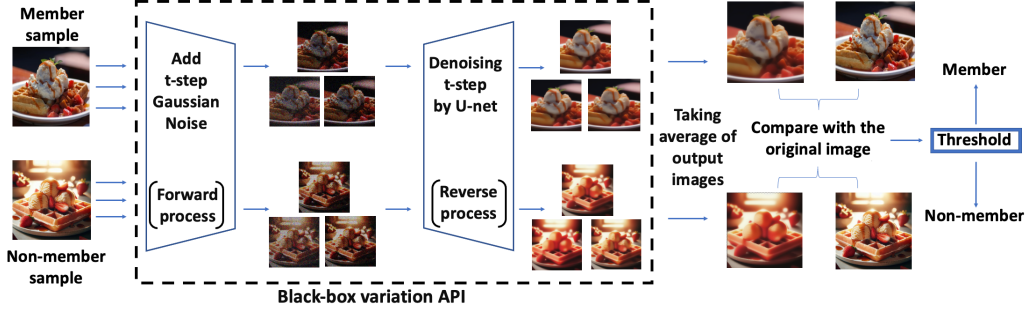 Member
sample
Non-member
sample
Add
t-step
Gaussian
Noise
Forward
process
Denoising
t-step
by U-net
Reverse
process
Black-box variation API
Taking
average of
output
images
Compare with the
original image
Member
Threshold
Non-member